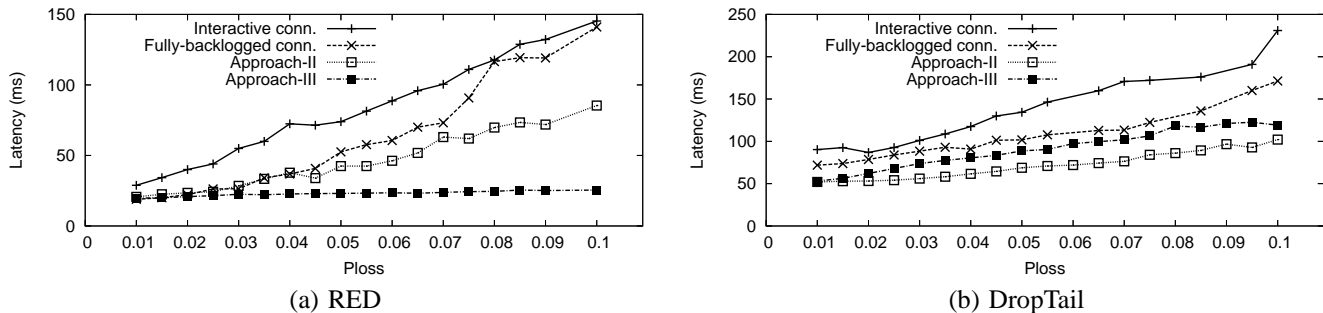 150
100
50
0
Latency (ms)
Interactive conn.
Fully-backlogged conn.
Approach-II
Approach-III
0 0.01 0.02 0.03 0.04 0.05 0.06 0.07 0.08 0.09 0.1
Ploss
(a) RED
250
200
150
100
50
0
Latency (ms)
Interactive conn.
Fully-backlogged conn.
Approach-II
Approach-III
0 0.01 0.02 0.03 0.04 0.05 0.06 0.07 0.08 0.09 0.1
Ploss
(b) DropTail